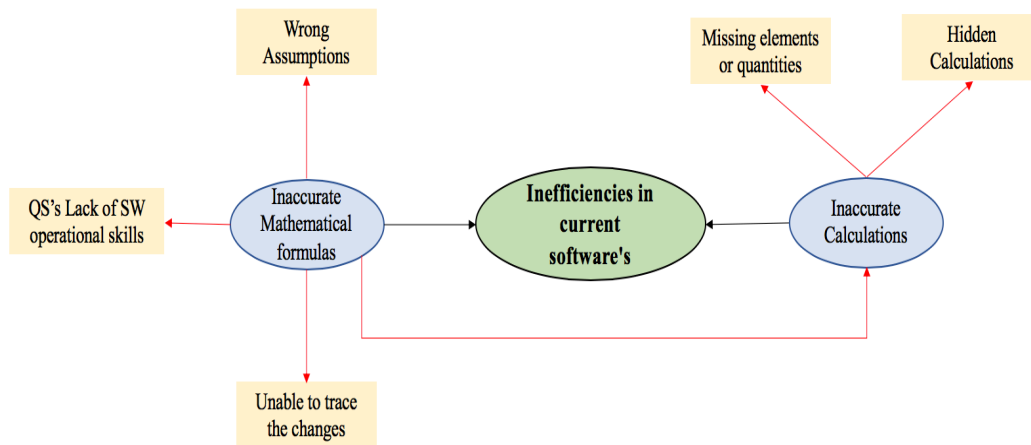 Wrong
Assumptions
Missing elements
or quantities
Hidden
Calculations
QS's Lack of SW
operational skills
Inaccurate
Mathematical
formulas
Inefficiencies in
current
software's
Inaccurate
Calculations
Unable to trace
the changes